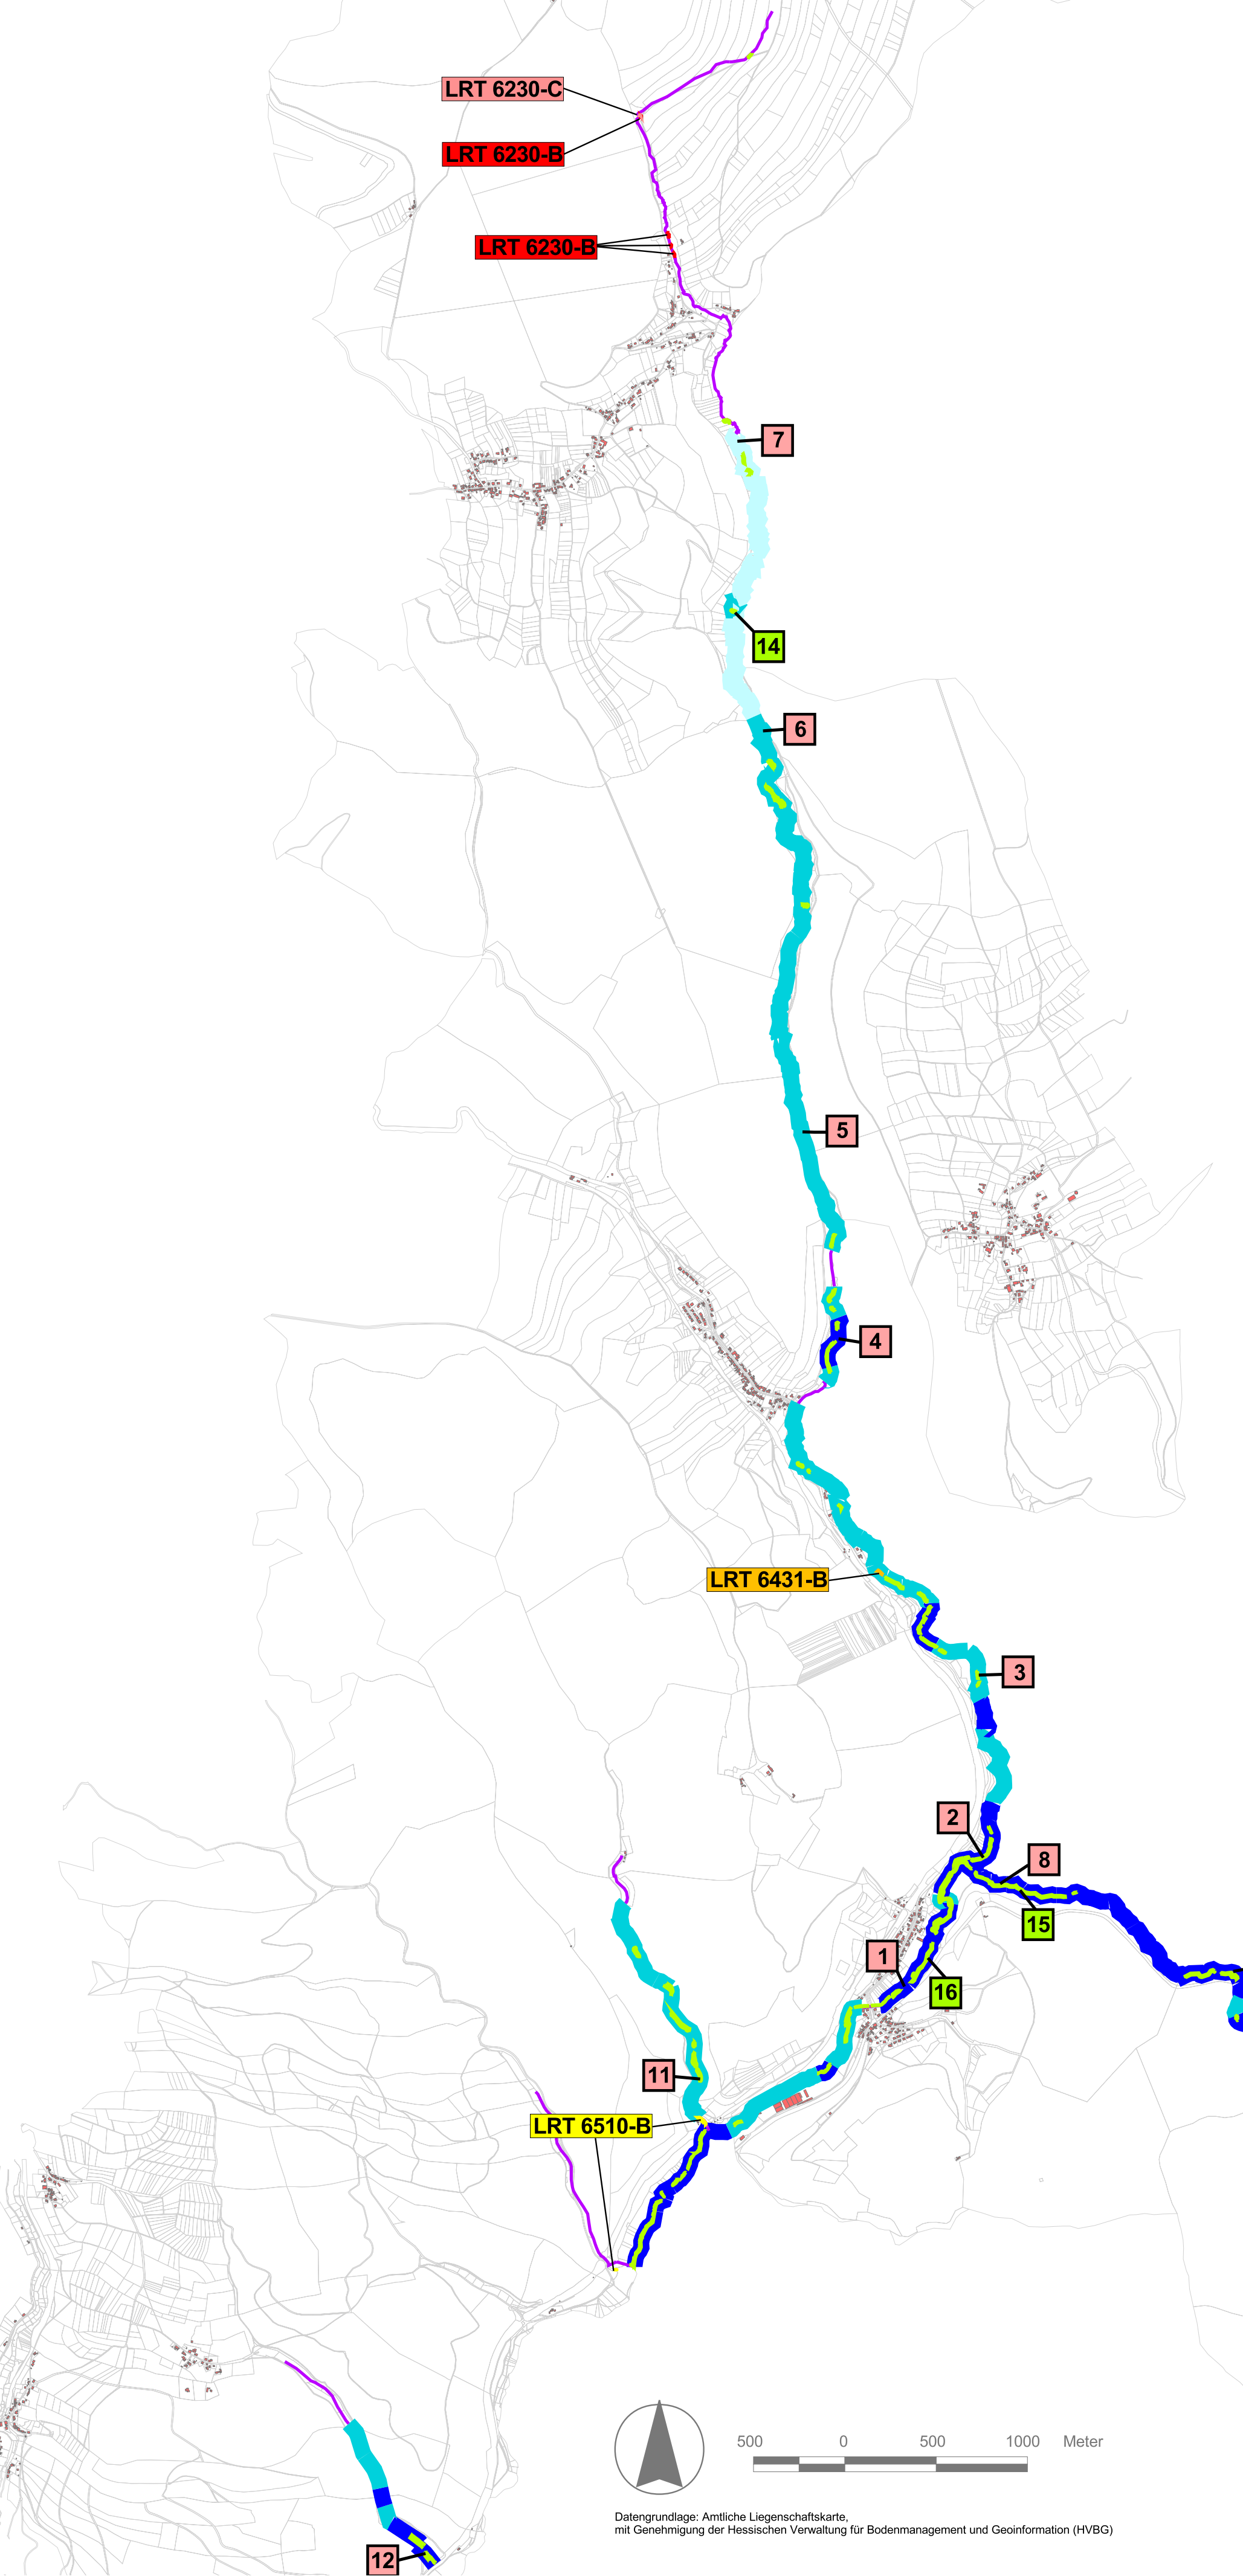 LRT 6230-C
LRT 6230-B
LRT 6230-B
7
14
6
5
4
LRT 6431-B
3
2
8
15
1
16
11
LRT 6510-B
500 0 500 1000 Meter
Datengrundlage: Amtliche Liegenschaftskarte,
mit Genehmigung der Hessischen Verwaltung für Bodenmanagement und Geoinformation (HVBG)
12